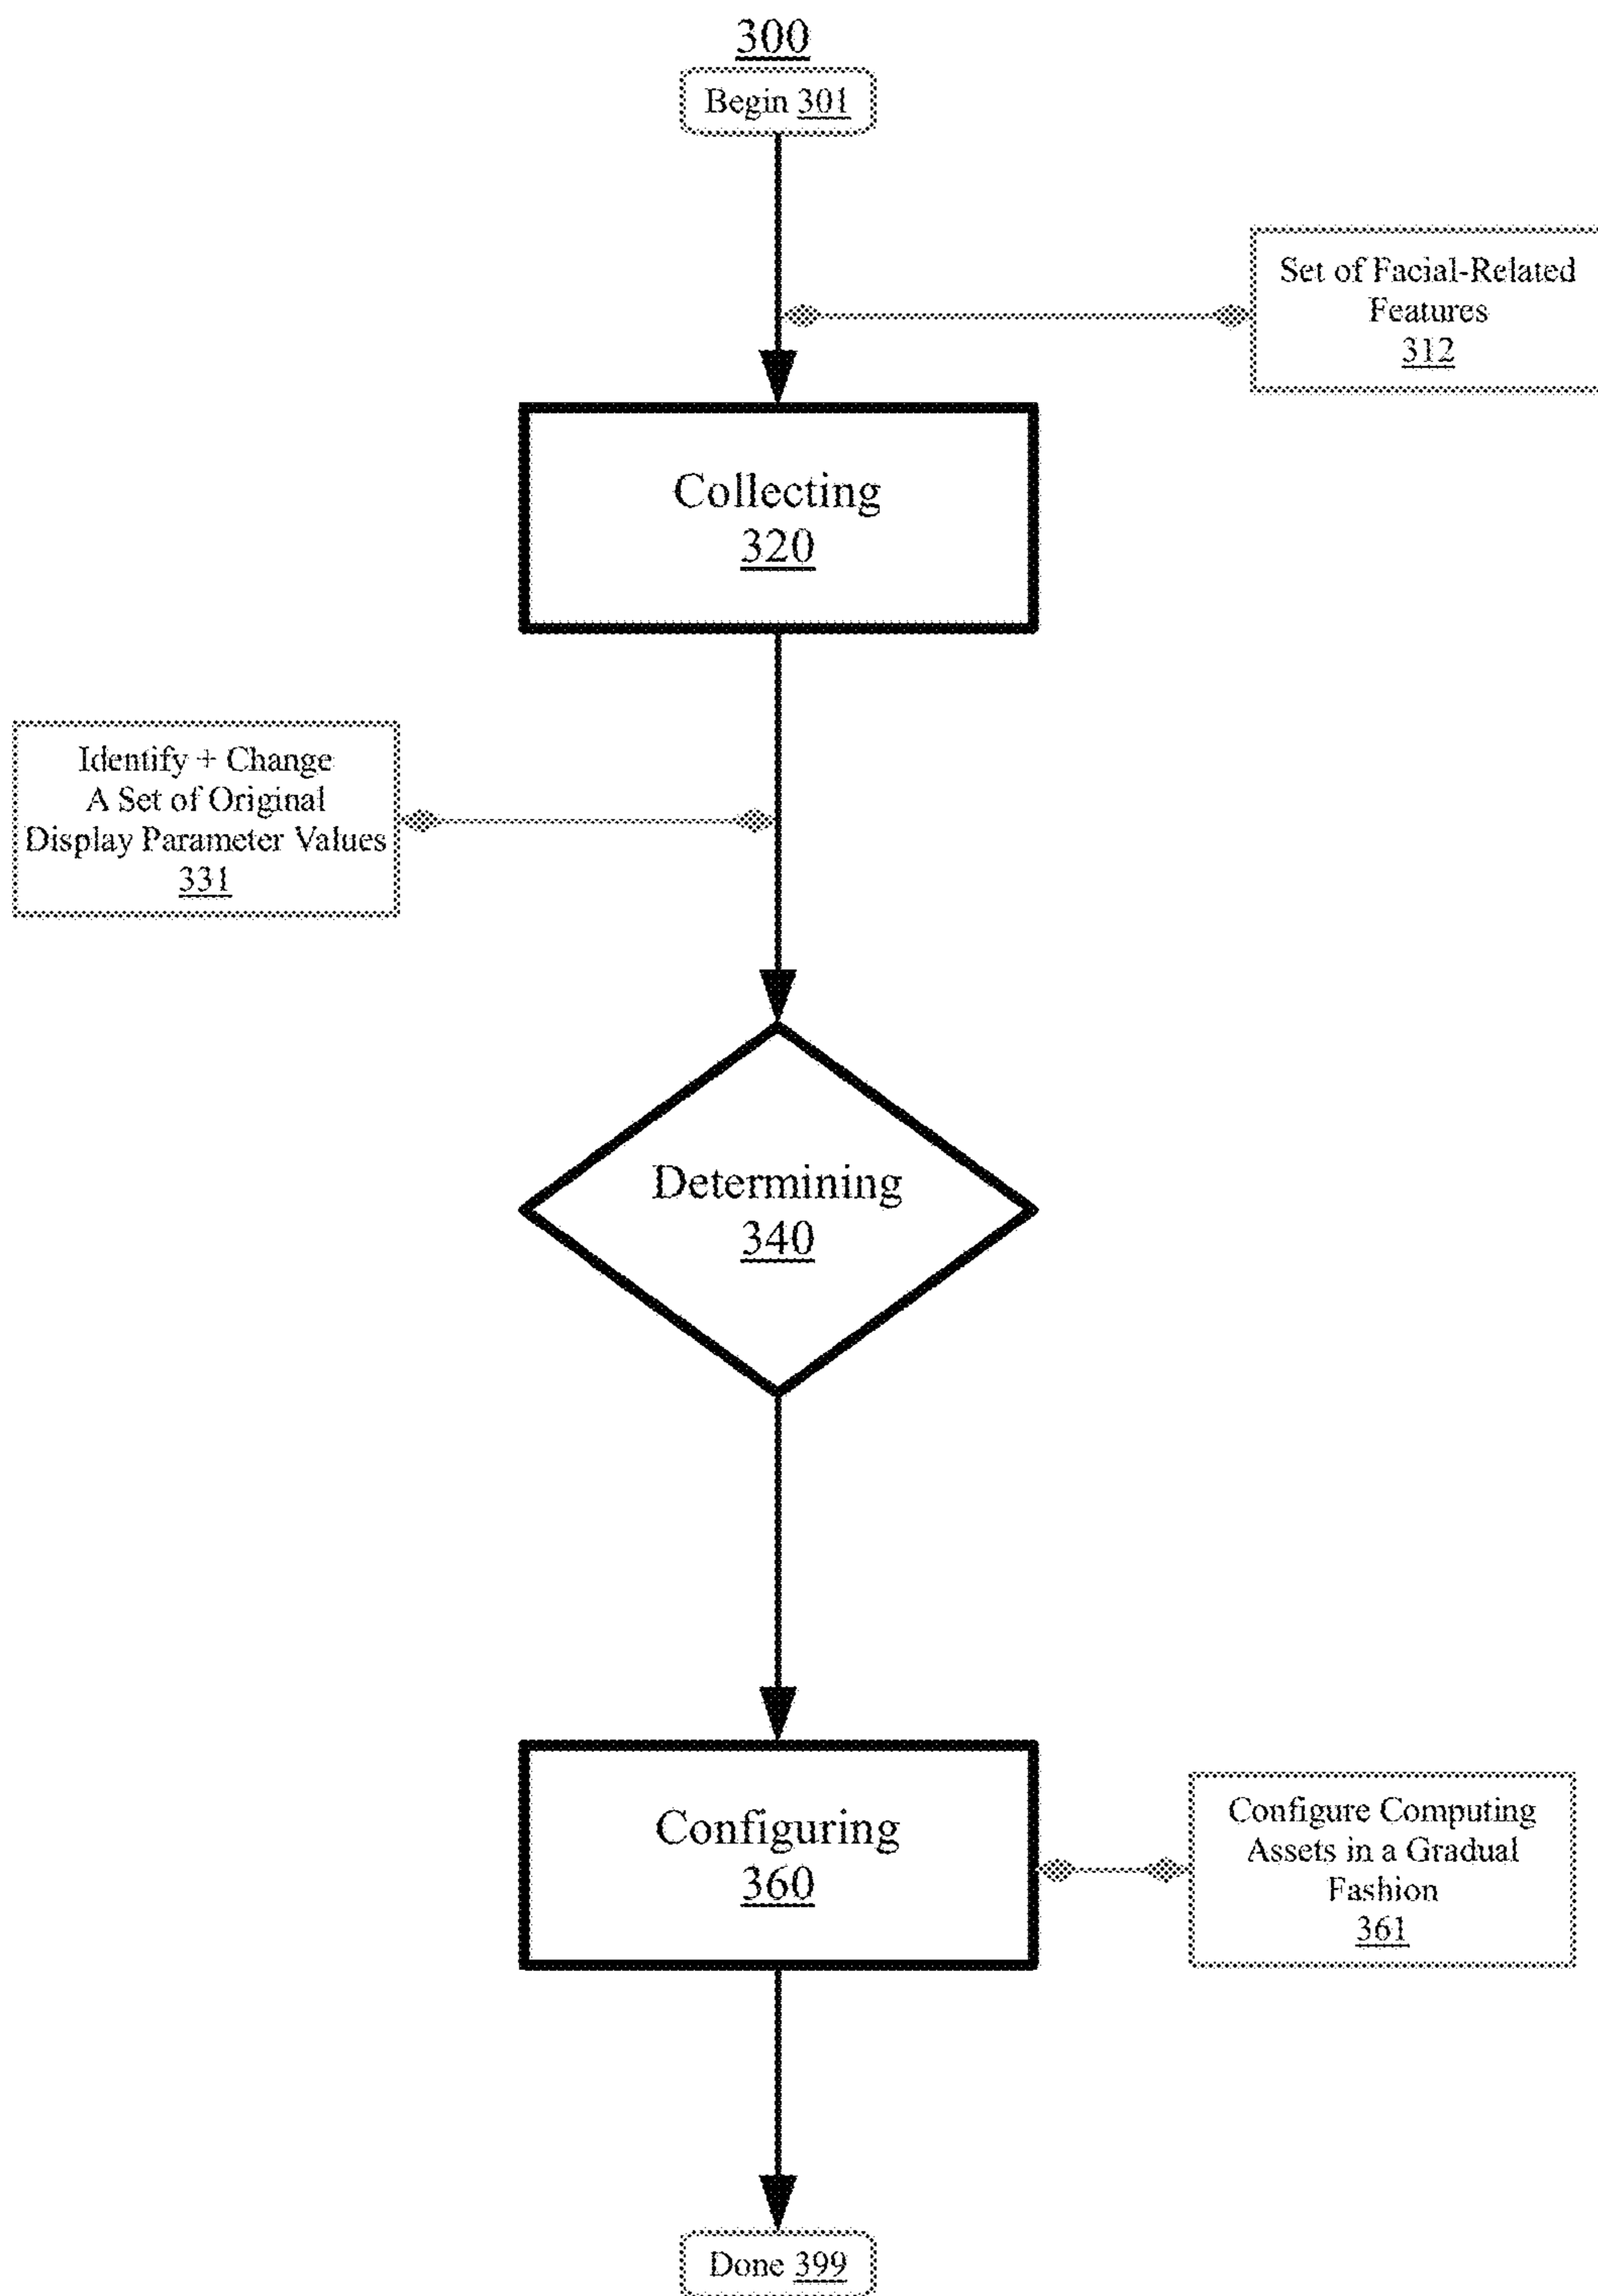 300
Begin 301
Set of Facial-Related
Features
312
Collecting
320
Identify + Change
A Set of Original
Display Parameter Values
331
Determining
340
Configuring
360
Configure Computing
Assets in a Gradual
Fashion
361
Done 399